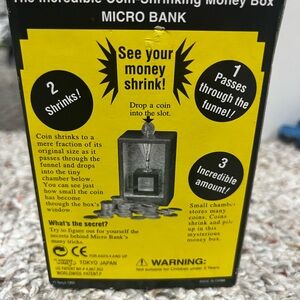 The Incredible Coin-Shrinking Money Box
MICRO BANK
See your
money
shrink!
1
Passes
through the
funnel!
2
Shrinks!
Drop a coin
into the slot.
Coin shrinks to a
mere fraction of its
original size as it
passes through the
funnel and drops
into the tiny
chamber below.
You can see just
how small the coin
has become
through the box's
window.
3
Incredible
amount!
Small chamber
stores many
coins. Coins
shrink and pile
up in this
mysterious money
box.
What's the secret?
Try to figure out for yourself the
secrets behind Micro Bank's
many tricks.
CE
TOKYO JAPAN
WORLDWIDE PATENT P.
WARNING:
Not suitable for Children under 3 Years